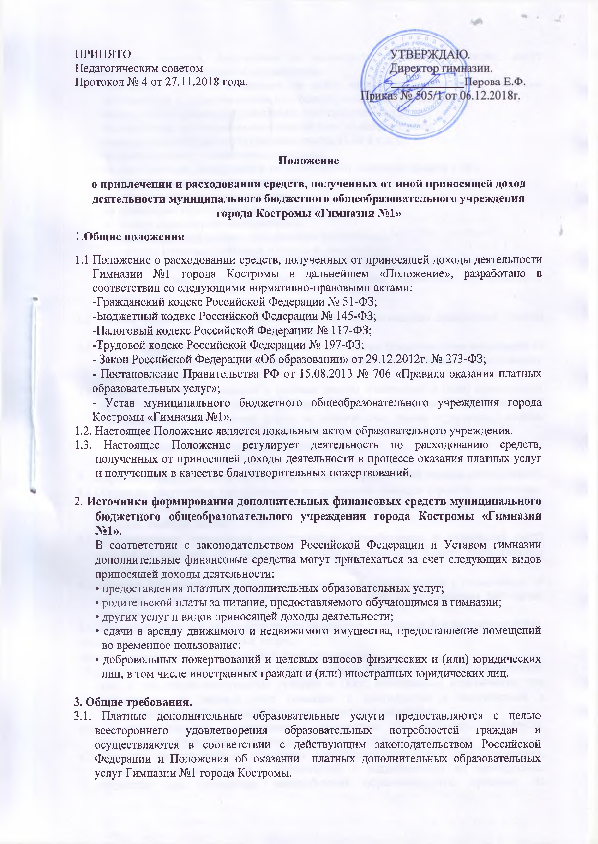 ПРИНЯТО
Педагогическим советом
Протокол № 4 от 27.11.2018 года.
УТВЕРЖДАЮ.
Директор гимназии.
Перова Е.Ф.
Приказ № 505/1 от 06.12.2018г.
Положение
о привлечении и расходовании средств, полученных от иной приносящей доход
деятельности муниципального бюджетного общеобразовательного учреждения
города Костромы «Гимназия №1»
1.Общие положения
1.1 Положение о расходовании средств, полученных от приносящей доходы деятельности
Гимназии №1 города Костромы в дальнейшем «Положение», разработано в
соответствии со следующими нормативно-правовыми актами:
-Гражданский кодекс Российской Федерации № 51-ФЗ;
-Бюджетный кодекс Российской Федерации № 145-ФЗ;
-Налоговый кодекс Российской Федерации № 117-ФЗ;
-Трудовой кодекс Российской Федерации № 197-ФЗ;
- Закон Российской Федерации «Об образовании» от 29.12.2012г. № 273-ФЗ;
- Постановление Правительства РФ от 15.08.2013 № 706 «Правила оказания платных
образовательных услуг»;
- Устав муниципального бюджетного общеобразовательного учреждения города
Костромы «Гимназия №1».
1.2. Настоящее Положение является локальным актом образовательного учреждения.
1.3. Настоящее Положение регулирует деятельность по расходованию средств,
полученных от приносящей доходы деятельности в процессе оказания платных услуг
и полученных в качестве благотворительных пожертвований.
2. Источники формирования дополнительных финансовых средств муниципального
бюджетного общеобразовательного учреждения города Костромы «Гимназии
№1».
В соответствии с законодательством Российской Федерации и Уставом гимназии
дополнительные финансовые средства могут привлекаться за счет следующих видов
приносящей доходы деятельности:
• предоставления платных дополнительных образовательных услуг;
• родительской платы за питание, предоставляемого обучающимся в гимназии;
• других услуг и видов приносящей доходы деятельности;
• сдачи в аренду движимого и недвижимого имущества, предоставление помещений
во временное пользование;
• добровольных пожертвований и целевых взносов физических и (или) юридических
лиц, в том числе иностранных граждан и (или) иностранных юридических лиц.
3. Общие требования.
3.1. Платные дополнительные образовательные услуги предоставляются с целью
всестороннего удовлетворения образовательных потребностей граждан и
осуществляются в соответствии с действующим законодательством Российской
Федерации и Положения об оказании платных дополнительных образовательных
услуг Гимназии №1 города Костромы.